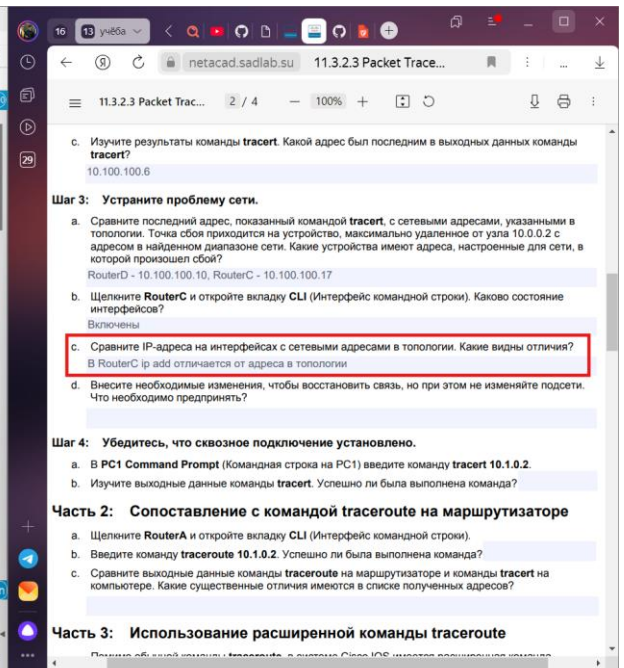 16
13 учёба
netacad.sadlab.su 11.3.2.3 Packet Trace...
11.3.2.3 Packet Trac... 2 / 4 — 100% +
29
c. Изучите результаты команды tracert. Какой адрес был последним в выходных данных команды
tracert?
10.100.100.6
Шаг 3: Устраните проблему сети.
a. Сравните последний адрес, показанный командой tracert, с сетевыми адресами, указанными в
топологии. Точка сбоя приходится на устройство, максимально удаленное от узла 10.0.0.2 с
адресом в найденном диапазоне сети. Какие устройства имеют адреса, настроенные для сети, в
которой произошел сбой?
RouterD - 10.100.100.10, RouterC - 10.100.100.17
b. Щелкните RouterC и откройте вкладку CLI (Интерфейс командной строки). Каково состояние
интерфейсов?
Включены
c. Сравните IP-адреса на интерфейсах с сетевыми адресами в топологии. Какие видны отличия?
В RouterC ip add отличается от адреса в топологии
d. Внесите необходимые изменения, чтобы восстановить связь, но при этом не изменяйте подсети.
Что необходимо предпринять?
Шаг 4: Убедитесь, что сквозное подключение установлено.
a. В PC1 Command Prompt (Командная строка на PC1) введите команду tracert 10.1.0.2.
b. Изучите выходные данные команды tracert. Успешно ли была выполнена команда?
Часть 2: Сопоставление с командой traceroute на маршрутизаторе
a. Щелкните RouterA и откройте вкладку CLI (Интерфейс командной строки).
b. Введите команду traceroute 10.1.0.2. Успешно ли была выполнена команда?
c. Сравните выходные данные команды traceroute на маршрутизаторе и команды tracert на
компьютере. Какие существенные отличия имеются в списке полученных адресов?
Часть 3: Использование расширенной команды traceroute
Помимо обычной команды traceroute, в системе Cisco IOS имеется расширенная команда